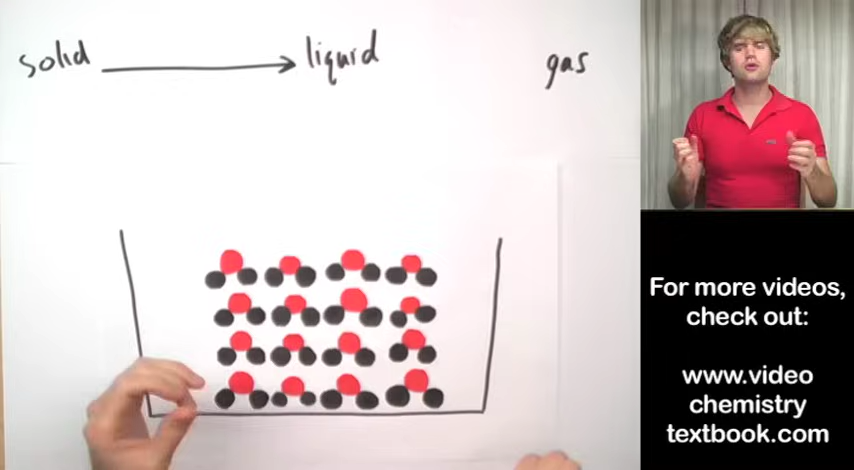 solid
liquid
gas
For more videos,
check out:
www.video
chemistry
textbook.com